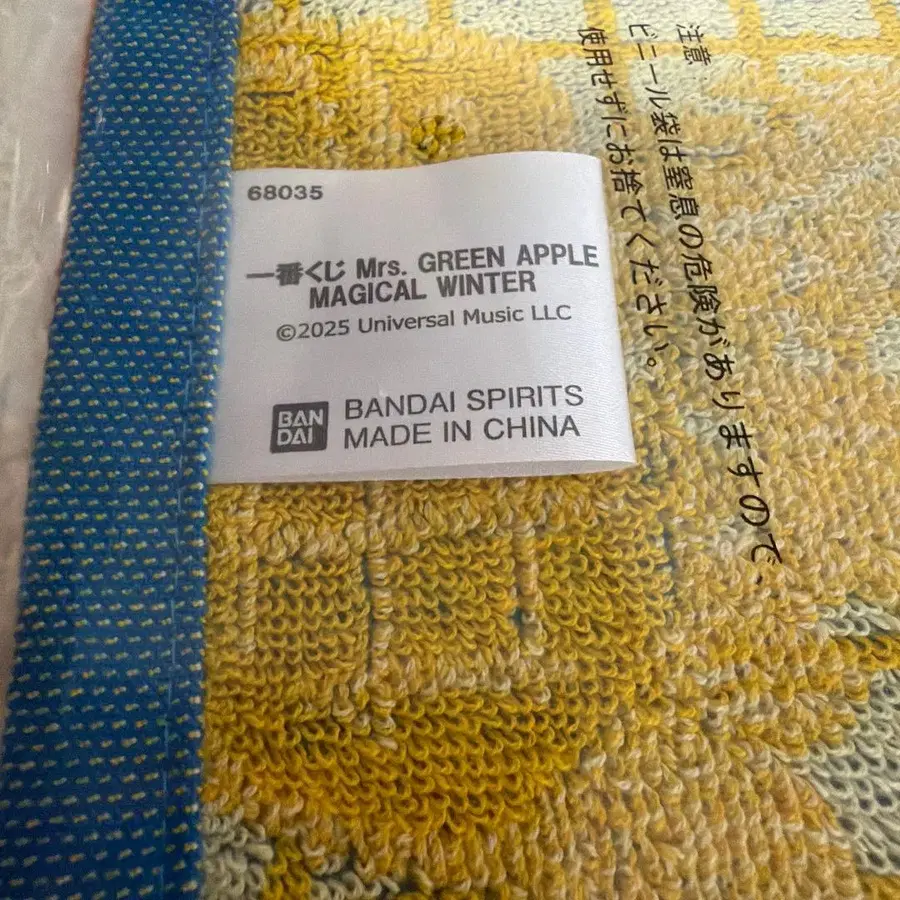 68035
一番くじ Mrs. GREEN APPLE
MAGICAL WINTER
©2025 Universal Music LLC
BAN
DAI
BANDAI SPIRITS
MADE IN CHINA
注意:
ビニール袋は窒息の危険がありますので、
使用せずにお捨てください。